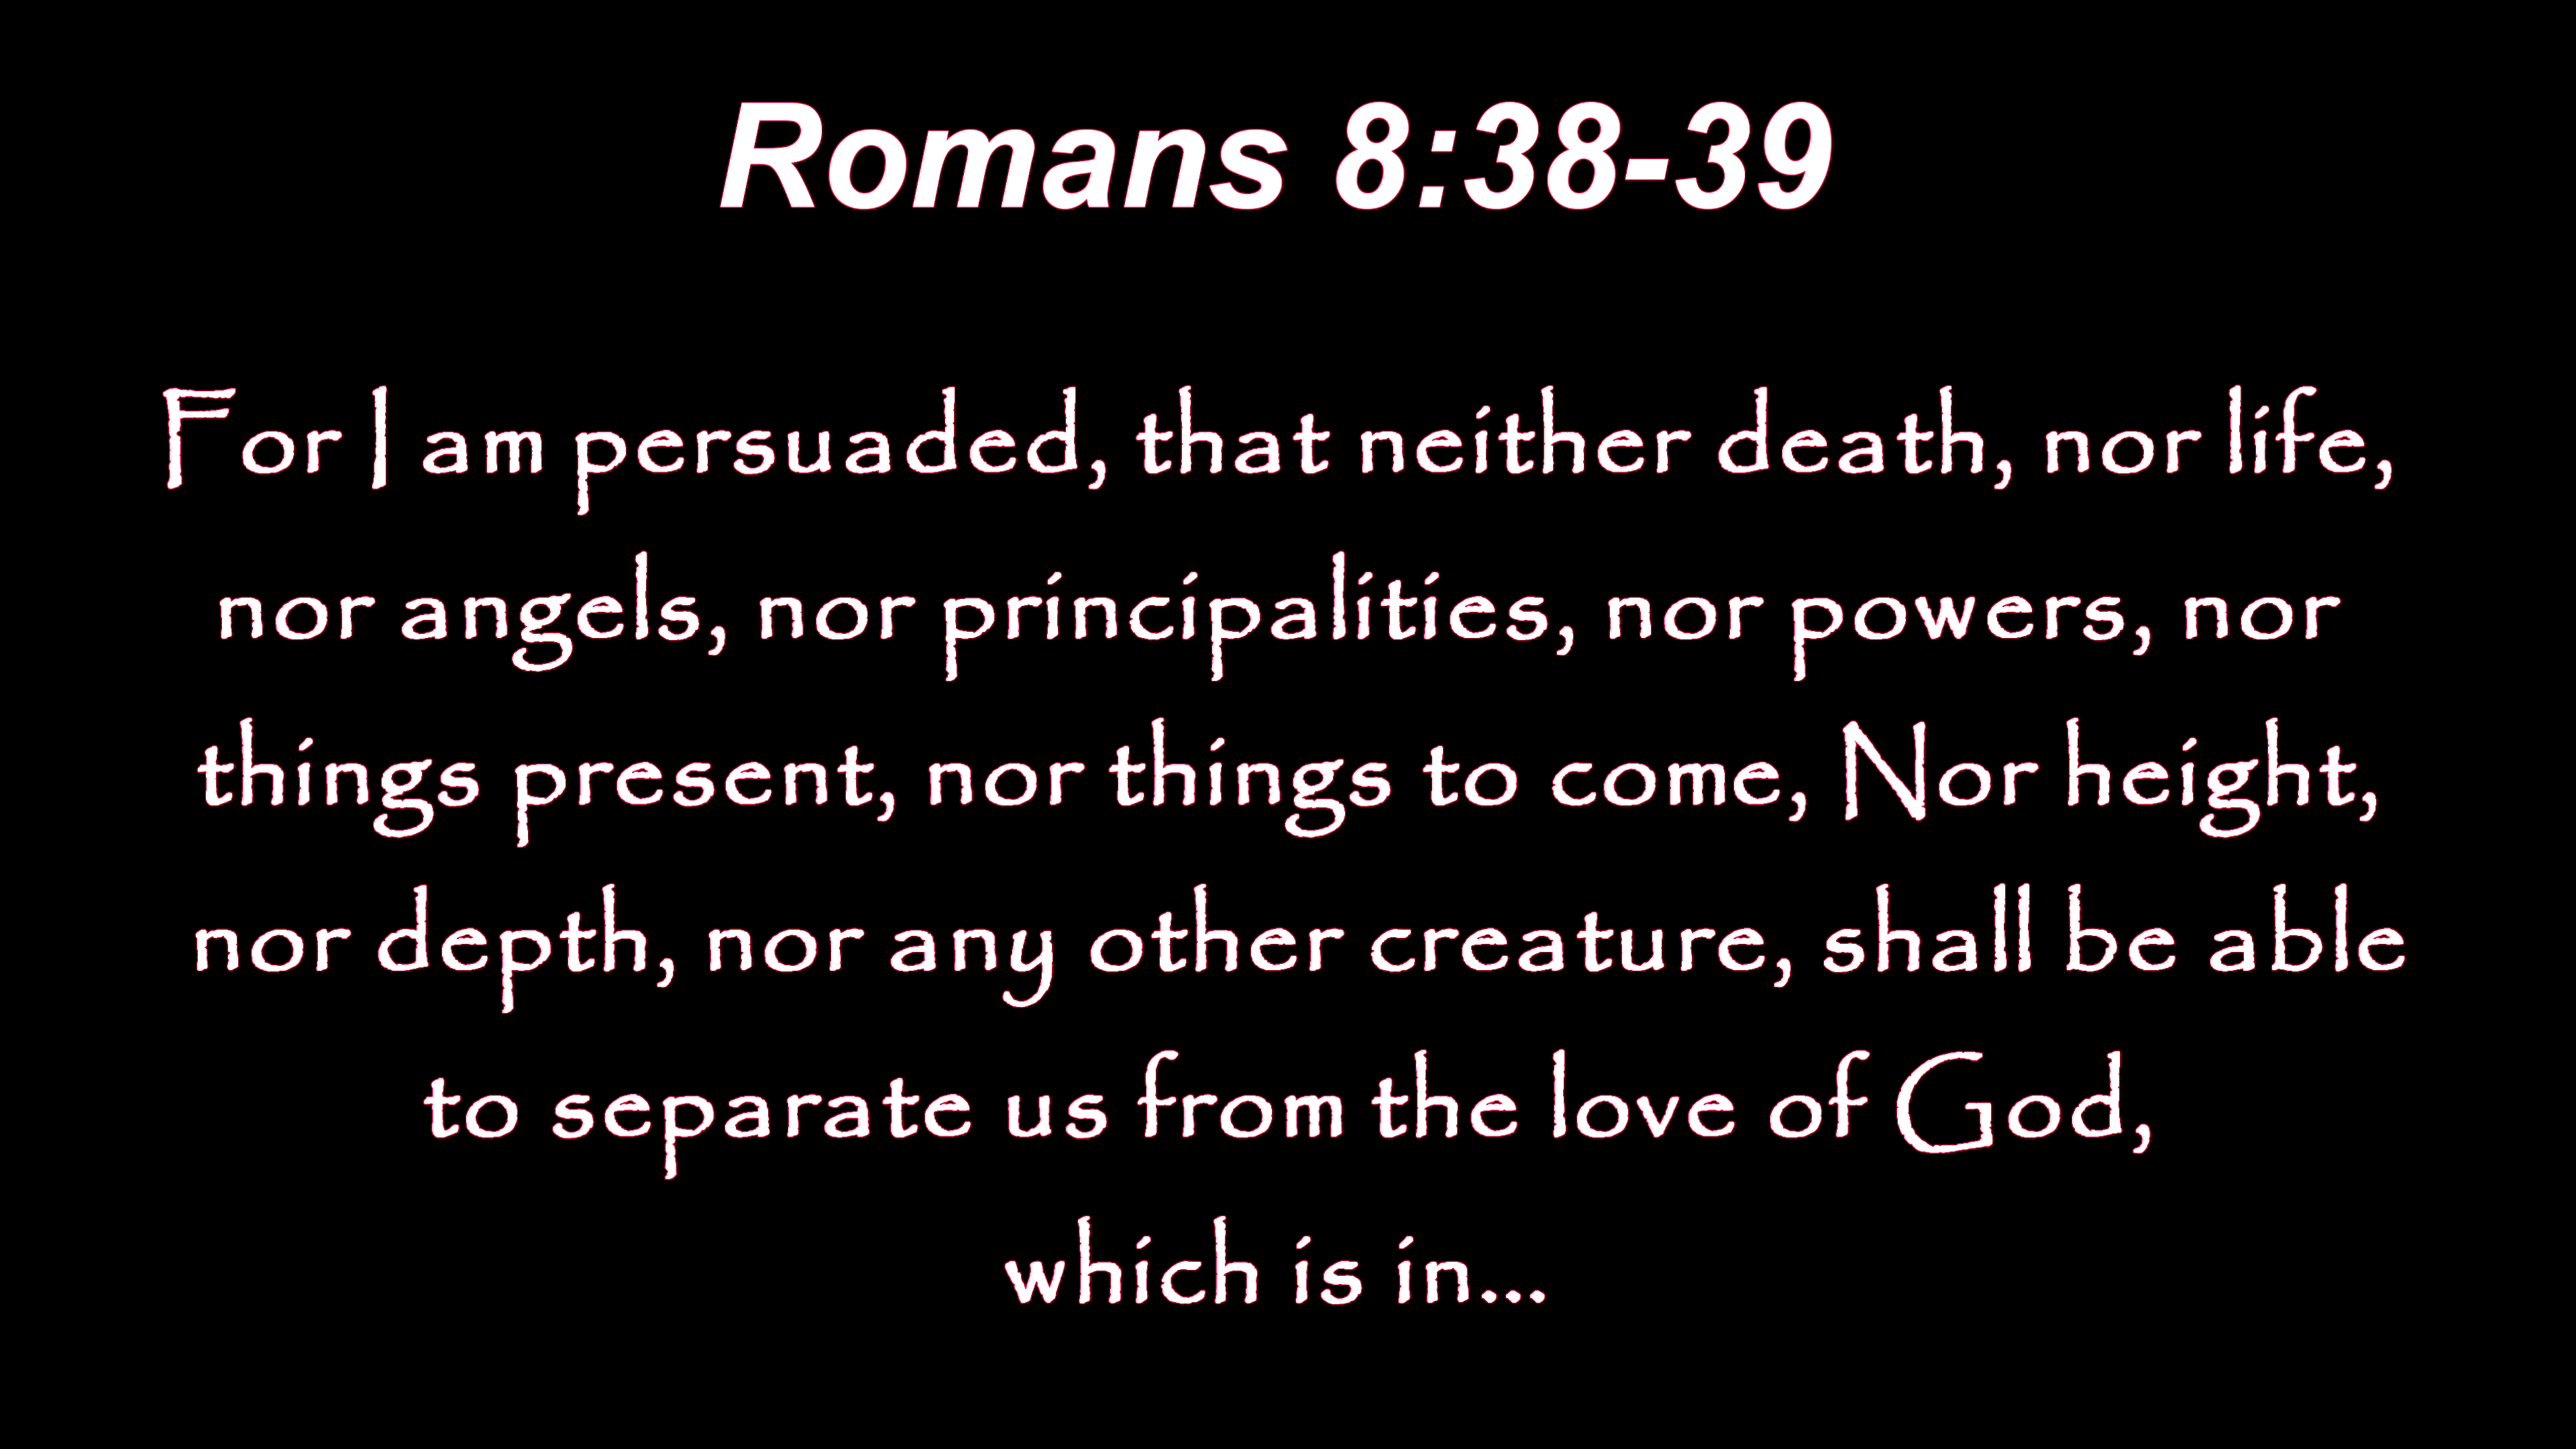 Romans 8:38-39
For I am persuaded, that neither death, nor life,
nor angels, nor principalities, nor powers, nor
things present, nor things to come, Nor height,
nor depth, nor any other creature, shall be able
to separate us from the love of God,
which is in...